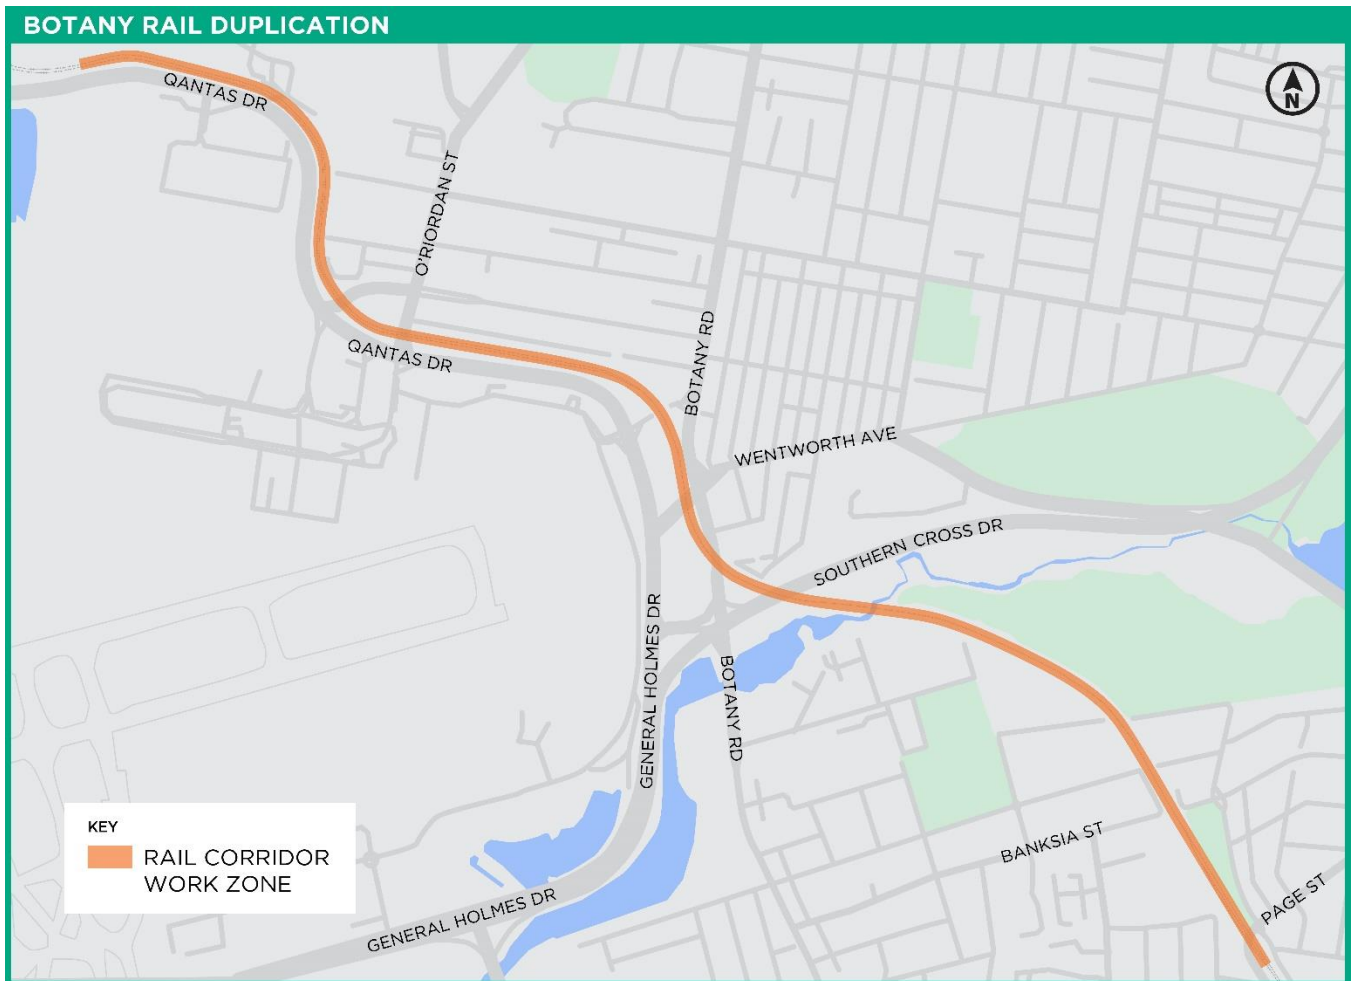 BOTANY RAIL DUPLICATION
QANTAS DR
N
O'RIORDAN ST
QANTAS DR
BOTANY RD
WENTWORTH AVE
SOUTHERN CROSS DR
GENERAL HOLMES DR
BOTANY RD
KEY
RAIL CORRIDOR
WORK ZONE
BANKSIA ST
PAGE ST
GENERAL HOLMES DR